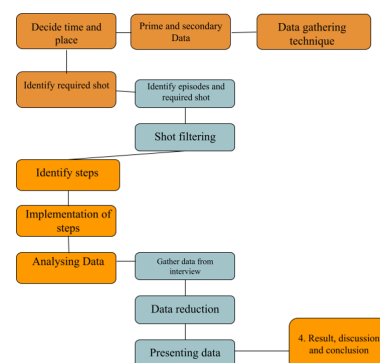 Decide time and
place
Prime and secondary
Data
Data gathering
technique
Identify required shot
Identify episodes and
required shot
Shot filtering
Identify steps
Implementation of
steps
Analysing Data
Gather data from
interview
Data reduction
Presenting data
4. Result, discussion
and conclusion